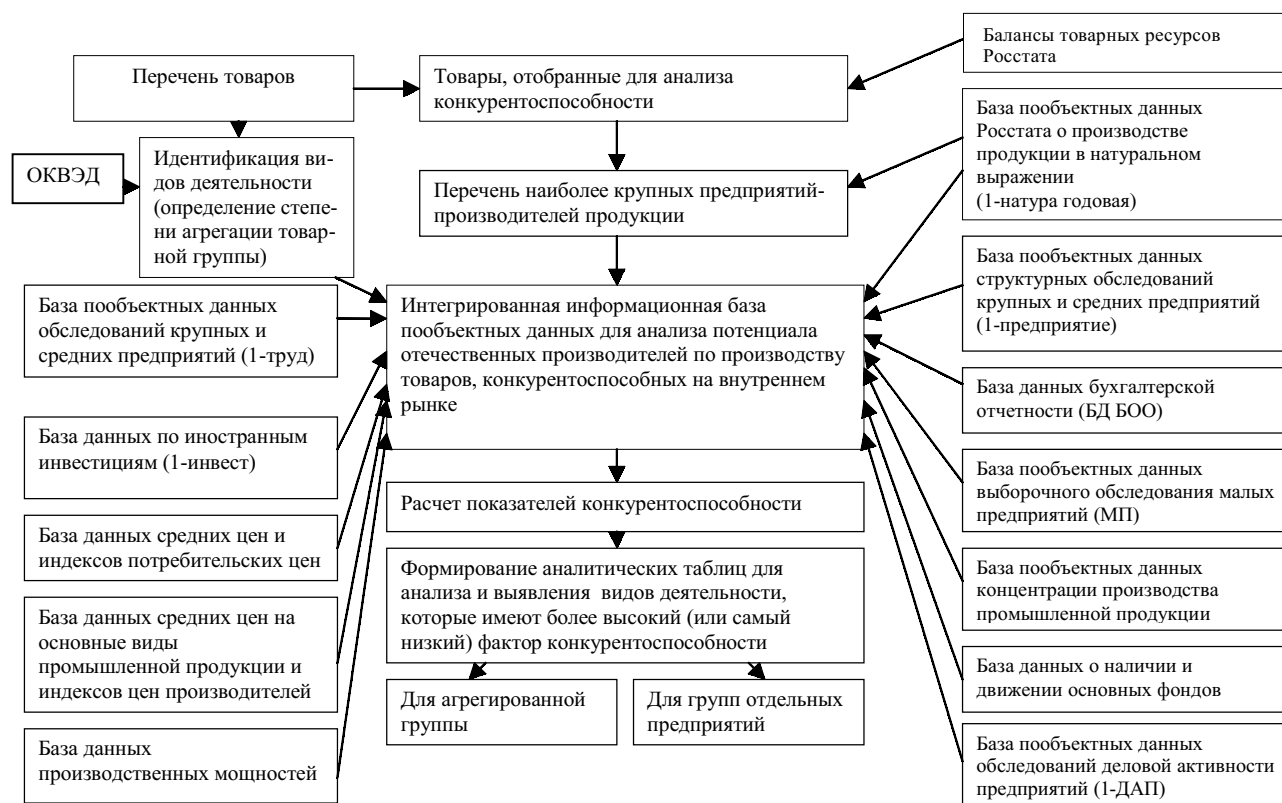 Перечень товаров
Товары, отобранные для анализа
конкурентоспособности
Балансы товарных ресурсов
Росстата
ОКВЭД
Идентификация ви-
дов деятельности
(определение степе-
ни агрегации товар-
ной группы)
Перечень наиболее крупных предприятий-
производителей продукции
База пообъектных данных
Росстата о производстве
продукции в натуральном
выражении
(1-натура годовая)
База пообъектных данных
обследований крупных и
средних предприятий (1-труд)
Интегрированная информационная база
пообъектных данных для анализа потенциала
отечественных производителей по производству
товаров, конкурентоспособных на внутреннем
рынке
База пообъектных данных
структурных обследований
крупных и средних предприятий
(1-предприятие)
База данных бухгалтерской
отчетности (БД БОО)
База данных по иностранным
инвестициям (1-инвест)
База пообъектных данных
выборочного обследования малых
предприятий (МП)
Расчет показателей конкурентоспособности
База данных средних цен и
индексов потребительских цен
Формирование аналитических таблиц для
анализа и выявления видов деятельности,
которые имеют более высокий (или самый
низкий) фактор конкурентоспособности
База пообъектных данных
концентрации производства
промышленной продукции
База данных средних цен на
основные виды
промышленной продукции и
индексов цен производителей
База данных о наличии и
движении основных фондов
Для агрегированной
группы
Для групп отдельных
предприятий
База данных
производственных мощностей
База пообъектных данных
обследований деловой активности
предприятий (1-ДАП)